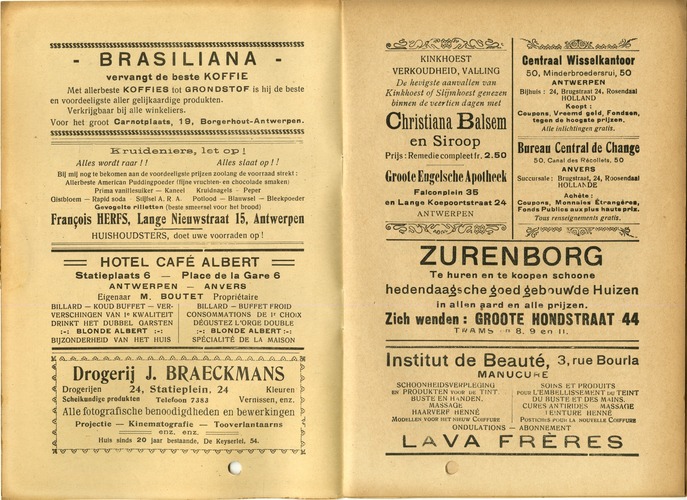 - BRASILIANA -
vervangt de beste KOFFIE
Met allerbeste KOFFIES tot GRONDSTOF is hij de beste
en voordeeligste aller gelijkaardige produkten.
Verkrijgbaar bij alle winkeliers.
Voor het groot Carnotplaats, 19, Borgerhout-Antwerpen.
Kruideniers, let op!
Alles wordt raar!! Alles slaat op!!
Bij mij nog te bekomen aan de voordeeligste prijzen zoolang de voorraad strekt:
Allerbeste American Puddingpoeder (fijne vruchten- en chocolade smaken)
Prima vanillesuiker — Kaneel Kruidnagels — Peper
Gistbloem — Rapid soda Stijfsel A. R. A. Potlood — Blauwsel — Bleekpoeder
Gevogelte rilletten (beste smeersel voor het brood)
François HERFS, Lange Nieuwstraat 15, Antwerpen
HUISHOUDSTERS, doet uwe voorraden op!
HOTEL CAFÉ ALBERT
Statieplaats 6 — Place de la Gare 6
ANTWERPEN — ANVERS
Eigenaar M. BOUTET Propriétaire
BILLARD — KOUD BUFFET — VER-
VERSCHINGEN VAN 1e KWALITEIT
DRINKT HET DUBBEL GARSTEN
:-: BLONDE ALBERT :-:
BIJZONDERHEID VAN HET HUIS
BILLARD — BUFFET FROID
CONSOMMATIONS DE 1r CHOIX
DÉGUSTEZ L'ORGE DOUBLE
:-: BLONDE ALBERT :-:
SPÉCIALITÉ DE LA MAISON
Drogerij J. BRAECKMANS
Drogerijen 24, Statieplein, 24 Kleuren
Scheikundige produkten Telefoon 7383 Vernissen, enz.
Alle fotografische benoodigdheden en bewerkingen
Projectie — Kinematografie — Tooverlantaarns
enz. enz.
Huis sinds 20 jaar bestaande, De Keyserlei, 54.
KINKHOEST
VERKOUDHEID, VALLING
De hevigste aanvallen van
Kinkhoest of Slijmhoest genezen
binnen de veertien dagen met
Christiana Balsem
en Siroop
Prijs: Remedie compleet fr. 2.50
Groote Engelsche Apotheek
Falconplein 35
en Lange Koepoortstraat 24
ANTWERPEN
Centraal Wisselkantoor
50, Minderbroedersrui, 50
ANTWERPEN
Bijhuis: 24, Brugstraat 24, Rosendaal
HOLLAND
Koopt:
Coupons, Vreemd geld, Fondsen,
tegen de hoogste prijzen.
Alle inlichtingen gratis.
Bureau Central de Change
50, Canal des Récollets, 50
ANVERS
Succursale: Brugstraat, 24, Roosendaal
HOLLANDE
Achète:
Coupons, Monnaies Étrangères,
Fonds Publics aux plus hauts prix.
Tous renseignements gratis.
ZURENBORG
Te huren en te koopen schoone
hedendaagsche goed gebouwde Huizen
in allen aard en alle prijzen.
Zich wenden: GROOTE HONDSTRAAT 44
TRAMS 8, 9 en 11.
Institut de Beauté, 3, rue Bourla
MANUCURE
SCHOONHEIDSVERPLEGING
EN PRODUKTEN VOOR DE TINT
BUSTE EN HANDEN.
MASSAGE
HAARVERF HENNÉ
MODELLEN VOOR HET NIEUW COIFFURE
SOINS ET PRODUITS
POUR L'EMBELLISSEMENT DU TEINT
DU BUSTE ET DES MAINS.
CURES ANTIRIDES MASSAGE
TEINTURE HENNÉ
POSTICHES POUR LA NOUVELLE COIFFURE
ONDULATIONS — ABONNEMENT
LAVA FRÈRES